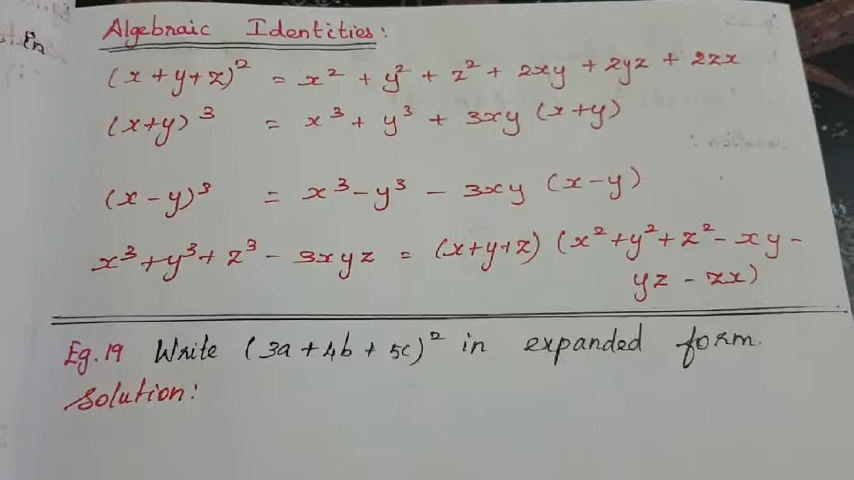 En
Algebraic Identities:
(x+y+z)² = x² + y² + z² + 2xy + 2yz + 2zx
(x+y)³ = x³ + y³ + 3xy (x+y)
(x-y)³ = x³ - y³ - 3xy (x-y)
x³+y³+z³ - 3xyz = (x+y+z) (x²+y²+z² - xy -
yz - zx)
Eg.19 Write (3a+4b+5c)² in expanded form.
Solution: